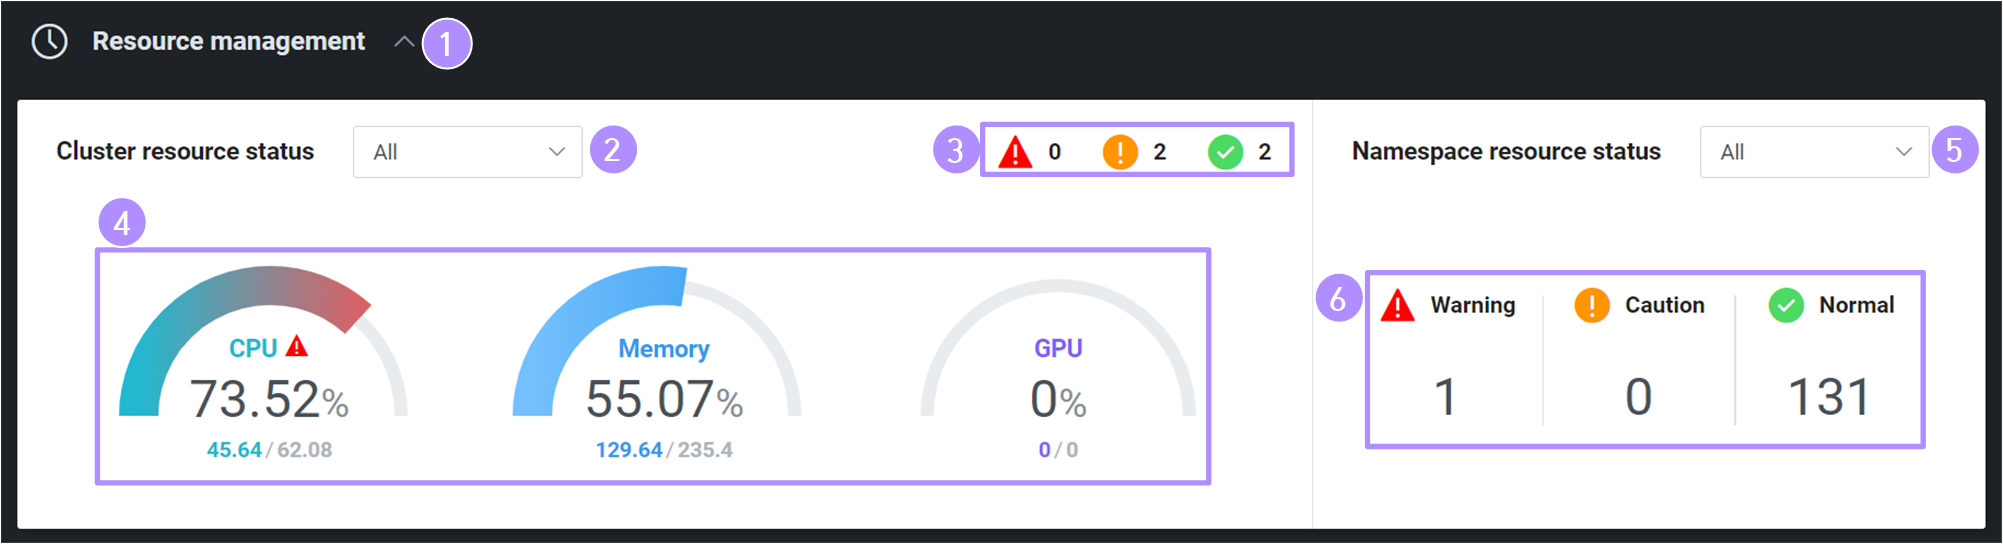 Resource management 1
Cluster resource status All 2
3 0 2 2
4
CPU
73.52%
45.64/62.08
Memory
55.07%
129.64/235.4
GPU
0%
0/0
Namespace resource status All 5
6
Warning
1
Caution
0
Normal
131